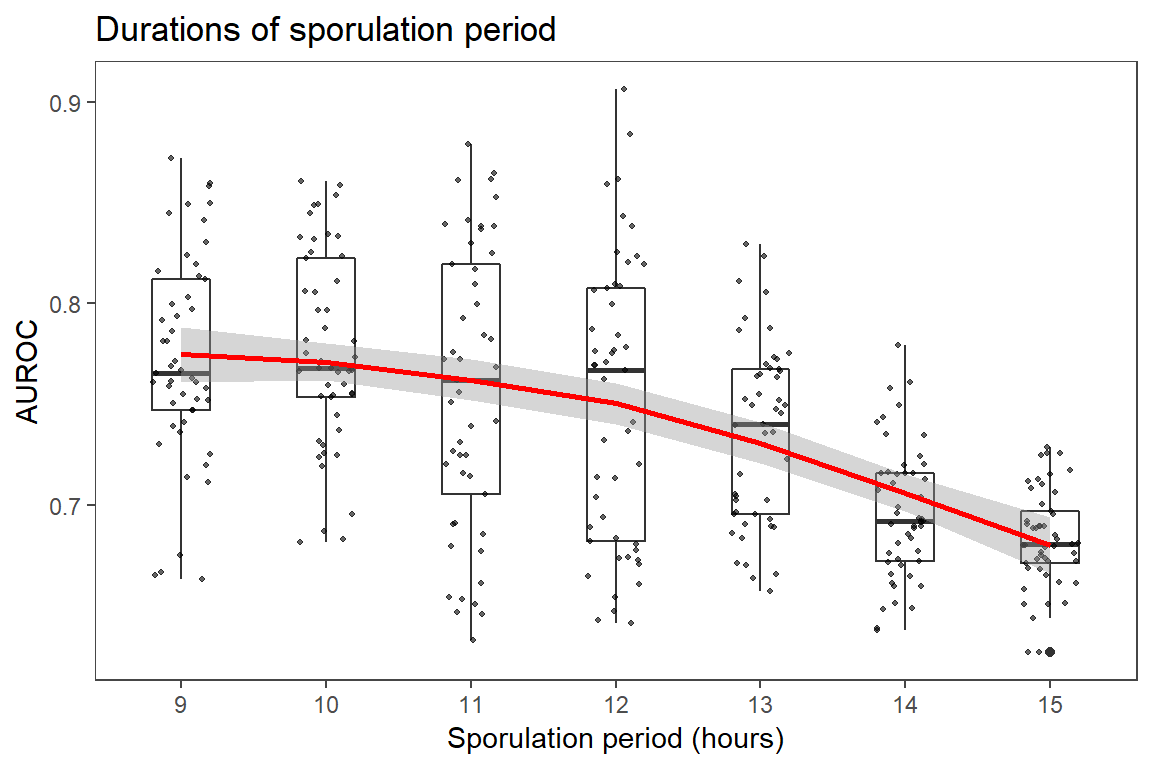 Durations of sporulation period
AUROC
0.9
0.8
0.7
9 10 11 12 13 14 15
Sporulation period (hours)